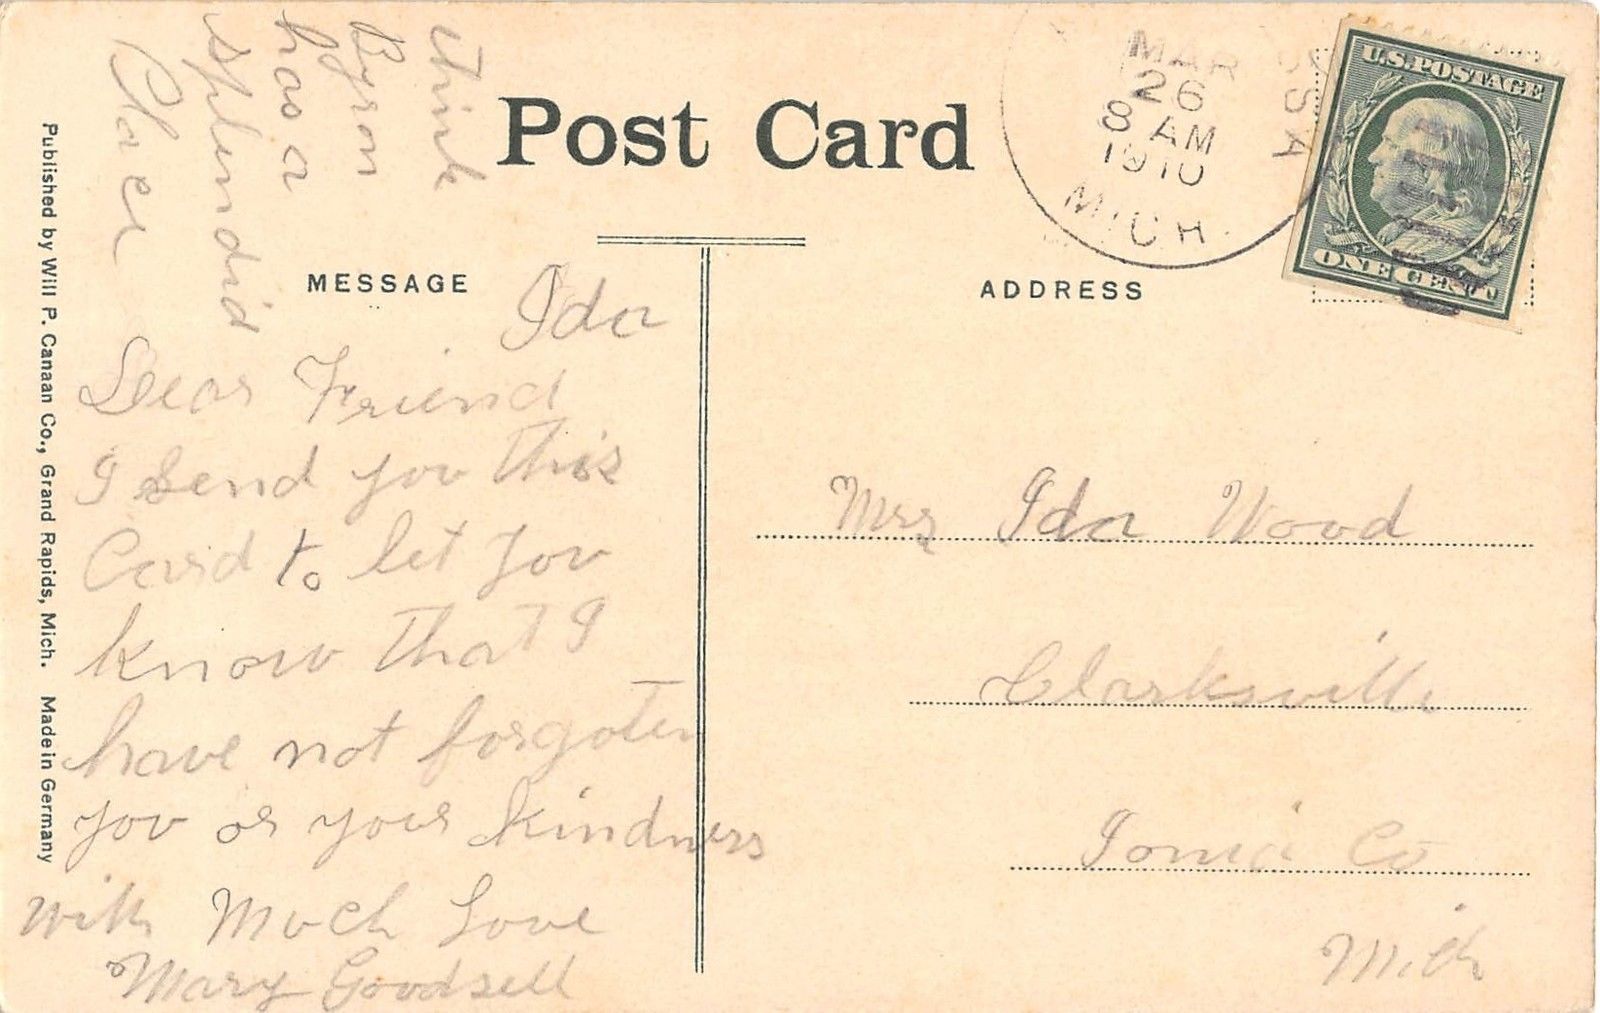 think
Byron
has a
splendid
Place
Post Card
MAR
26
8 AM
1910
MICH.
U.S. POSTAGE
ONE CENT
MESSAGE
ADDRESS
Ida
Dear Friend
I send you this
Card to let you
know that I
have not forgoten
you or your kindness
with Much Love
Mary Goodsell
Mrs Ida Wood
Clarksville
Ionia Co
Mich
Published by Will P. Canaan Co., Grand Rapids, Mich. Made in Germany